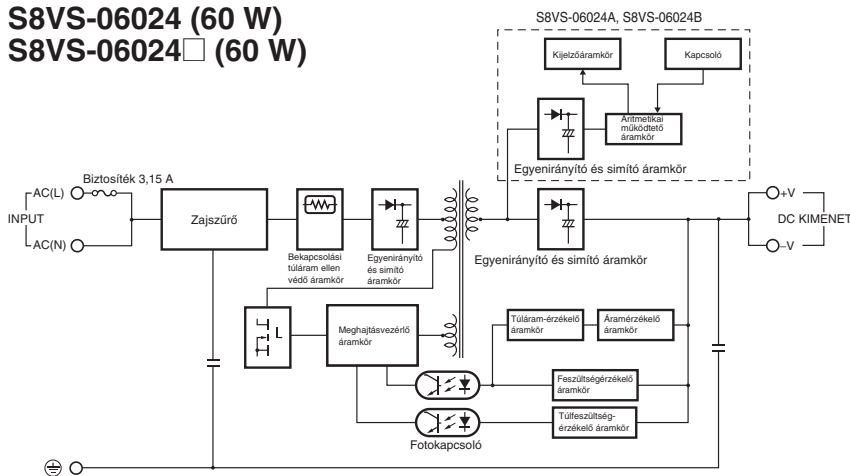 S8VS-06024 (60 W)
S8VS-06024□ (60 W)
S8VS-06024A, S8VS-06024B
Kijelzőáramkör
Kapcsoló
Aritmetikai
működtető
áramkör
Egyenirányító és simító áramkör
Biztosíték 3,15 A
AC(L)
INPUT
AC(N)
Zajszűrő
Bekapcsolási
túláram ellen
védő áramkör
Egyenirányító
és simító
áramkör
Egyenirányító és simító áramkör
+V
DC KIMENET
–V
Meghajtásvezérlő
áramkör
Túláram-érzékelő
áramkör
Áramérzékelő
áramkör
Feszültségérzékelő
áramkör
Túlfeszültség-
érzékelő áramkör
Fotokapcsoló